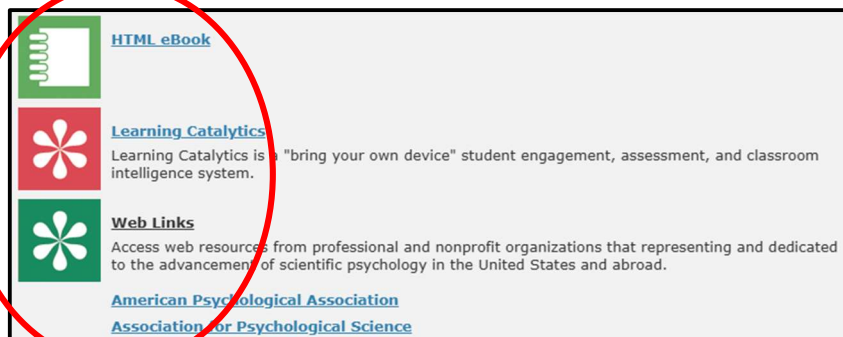 HTML eBook
Learning Catalytics
Learning Catalytics is a "bring your own device" student engagement, assessment, and classroom
intelligence system.
Web Links
Access web resources from professional and nonprofit organizations that representing and dedicated
to the advancement of scientific psychology in the United States and abroad.
American Psychological Association
Association for Psychological Science